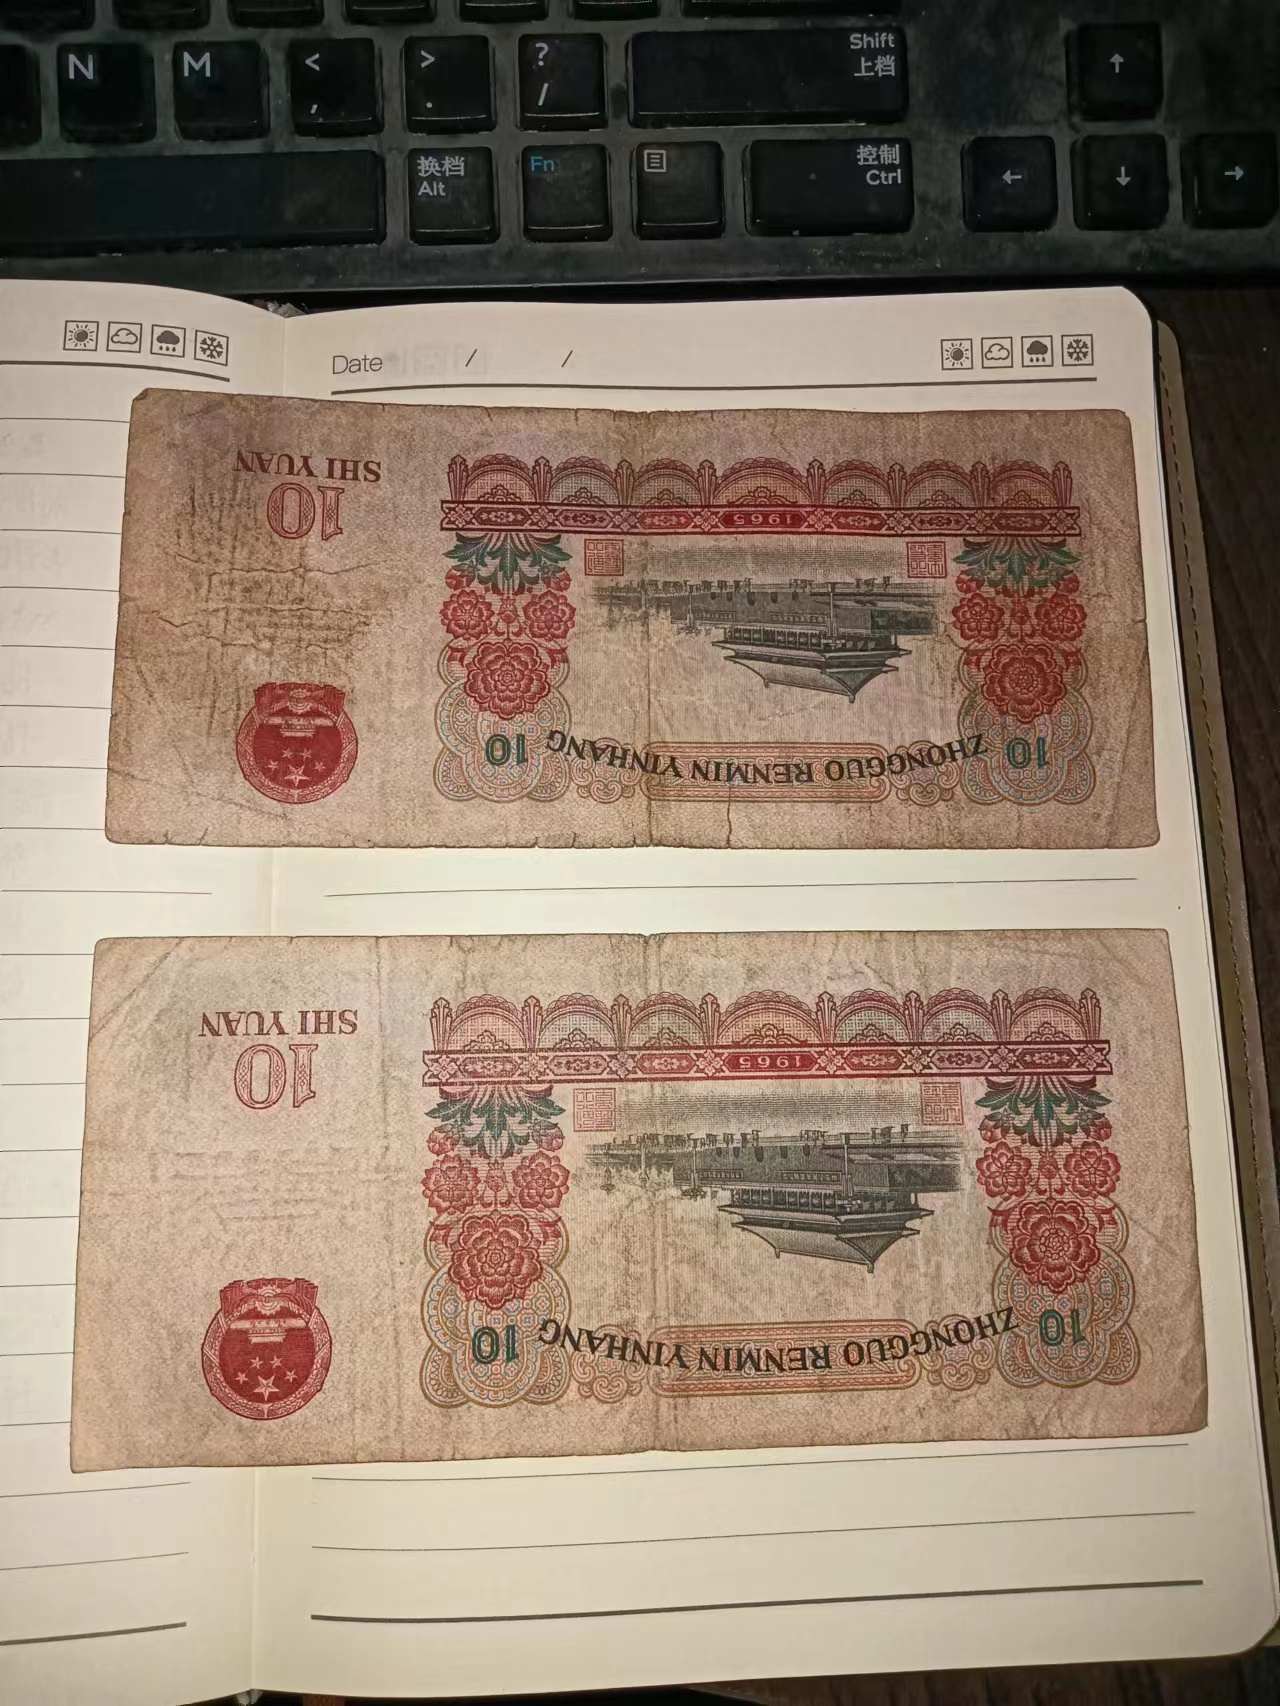 N
M
<
,
>
.
?
/
Shift
上档
↑
换档
Alt
Fn
控制
Ctrl
←
↓
→
Date / /
SHI YUAN
10
1965
10
ZHONGGUO RENMIN YINHANG
10
SHI YUAN
10
1965
10
ZHONGGUO RENMIN YINHANG
10